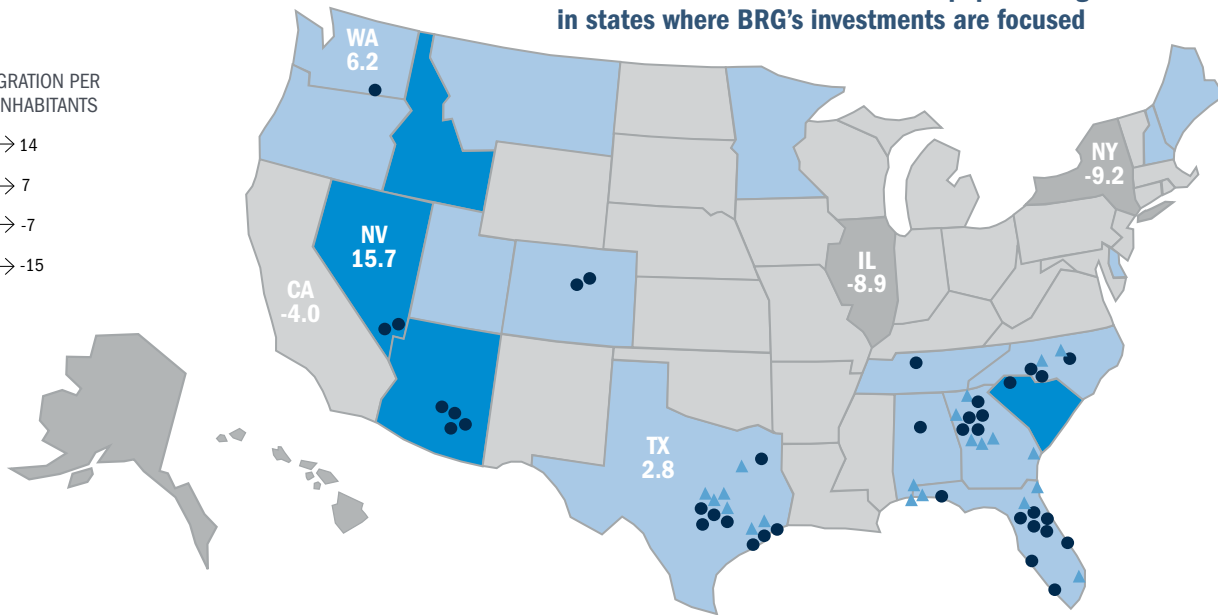 in states where BRG's investments are focused
GRATION PER
NHABITANTS
→ 14
→ 7
→ -7
→ -15
WA
6.2
NY
-9.2
NV
15.7
IL
-8.9
CA
-4.0
TX
2.8